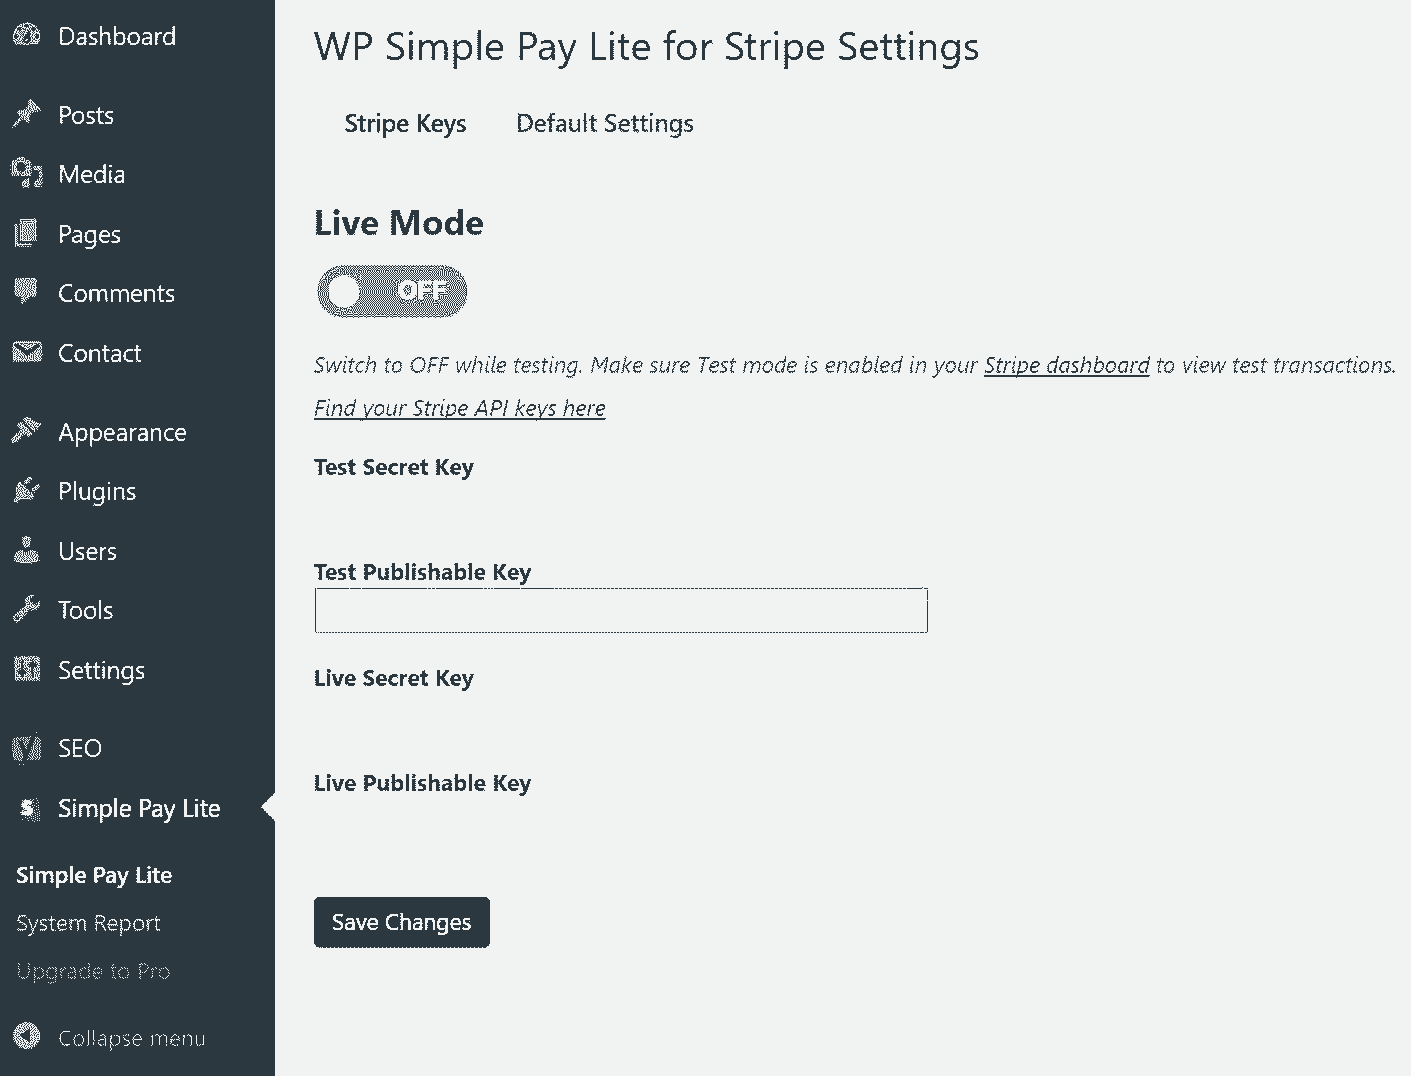 Dashboard
Posts
Media
Pages
Comments
Contact
Appearance
Plugins
Users
Tools
Settings
SEO
Simple Pay Lite
Simple Pay Lite
System Report
Upgrade to Pro
Collapse menu
WP Simple Pay Lite for Stripe Settings
Stripe Keys Default Settings
Live Mode
OFF
Switch to OFF while testing. Make sure Test mode is enabled in your Stripe dashboard to view test transactions.
Find your Stripe API keys here
Test Secret Key
Test Publishable Key
Live Secret Key
Live Publishable Key
Save Changes